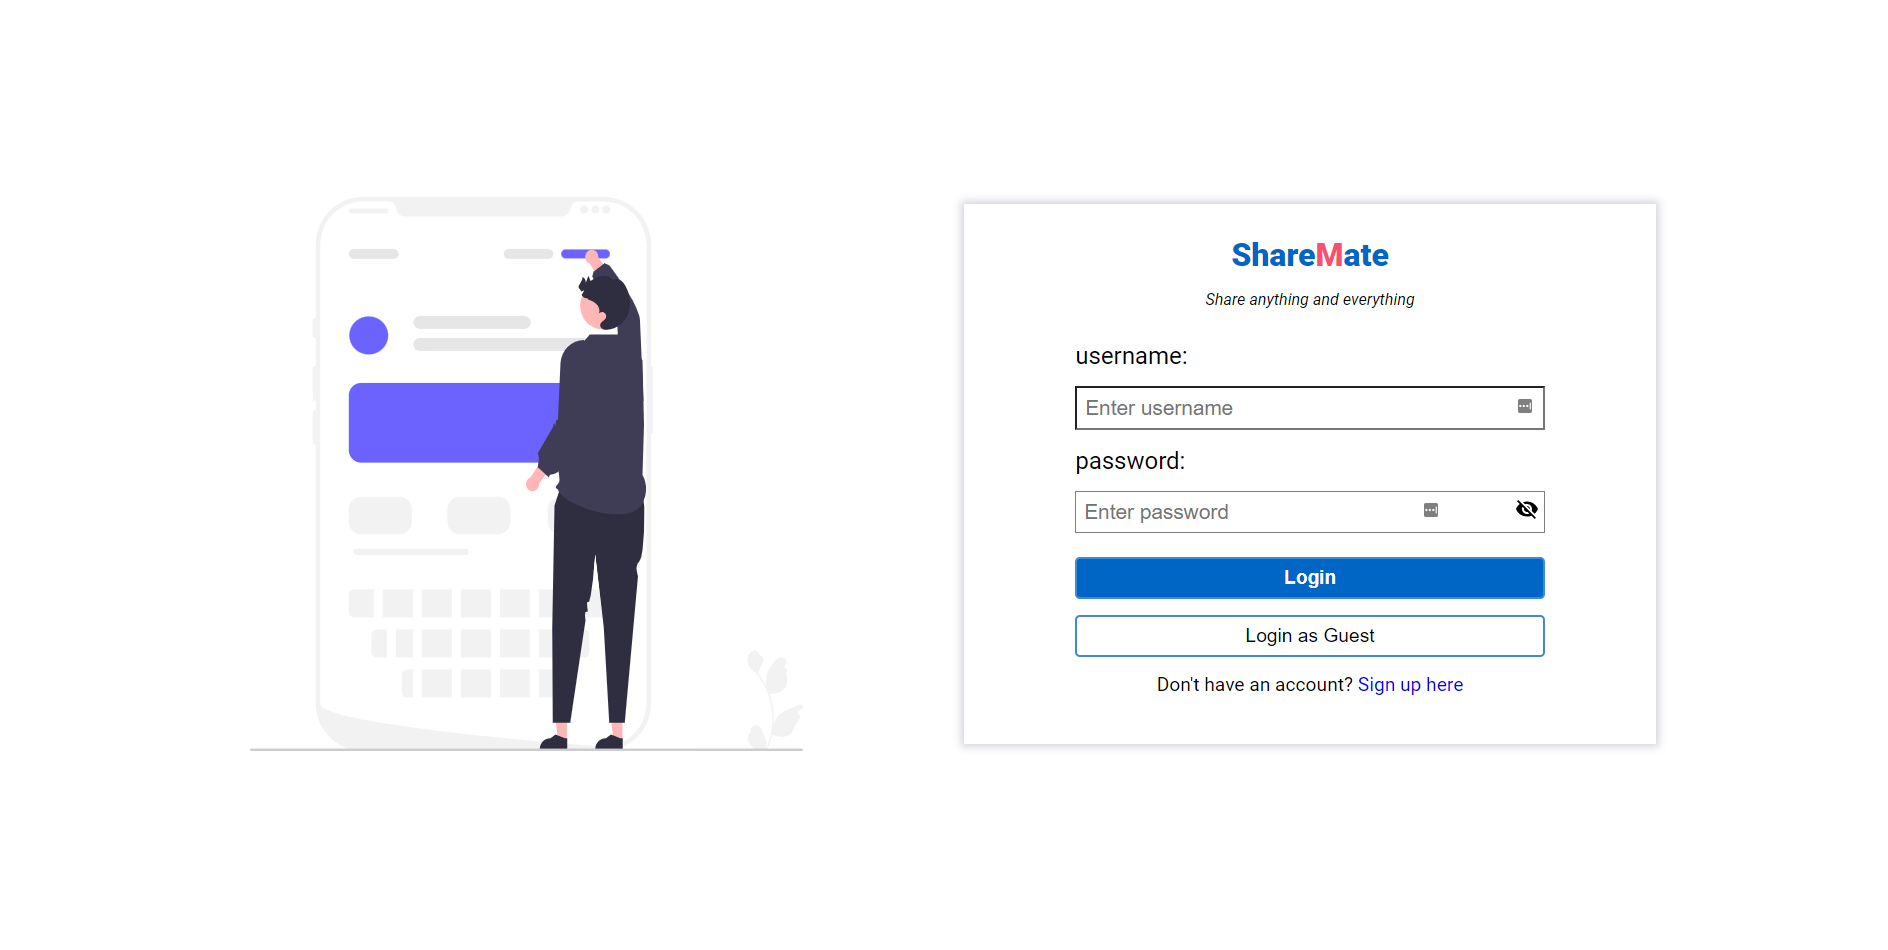 ShareMate
Share anything and everything
username:
Enter username
password:
Enter password
Login
Login as Guest
Don't have an account? Sign up here